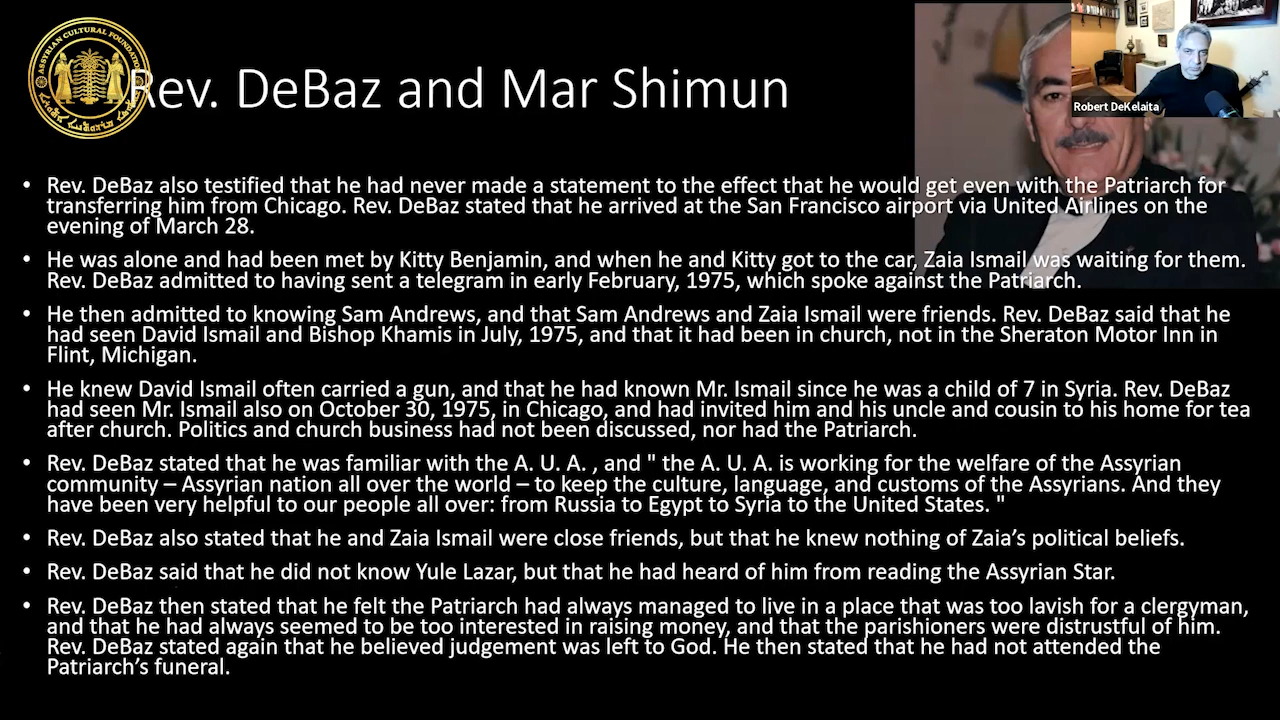 ASSYRIAN CULTURAL FOUNDATION
Rev. DeBaz and Mar Shimun
Robert DeKelaita
• Rev. DeBaz also testified that he had never made a statement to the effect that he would get even with the Patriarch for
transferring him from Chicago. Rev. DeBaz stated that he arrived at the San Francisco airport via United Airlines on the
evening of March 28.
• He was alone and had been met by Kitty Benjamin, and when he and Kitty got to the car, Zaia Ismail was waiting for them.
Rev. DeBaz admitted to having sent a telegram in early February, 1975, which spoke against the Patriarch.
• He then admitted to knowing Sam Andrews, and that Sam Andrews and Zaia Ismail were friends. Rev. DeBaz said that he
had seen David Ismail and Bishop Khamis in July, 1975, and that it had been in church, not in the Sheraton Motor Inn in
Flint, Michigan.
• He knew David Ismail often carried a gun, and that he had known Mr. Ismail since he was a child of 7 in Syria. Rev. DeBaz
had seen Mr. Ismail also on October 30, 1975, in Chicago, and had invited him and his uncle and cousin to his home for tea
after church. Politics and church business had not been discussed, nor had the Patriarch.
• Rev. DeBaz stated that he was familiar with the A. U. A. , and " the A. U. A. is working for the welfare of the Assyrian
community – Assyrian nation all over the world – to keep the culture, language, and customs of the Assyrians. And they
have been very helpful to our people all over: from Russia to Egypt to Syria to the United States. "
• Rev. DeBaz also stated that he and Zaia Ismail were close friends, but that he knew nothing of Zaia’s political beliefs.
• Rev. DeBaz said that he did not know Yule Lazar, but that he had heard of him from reading the Assyrian Star.
• Rev. DeBaz then stated that he felt the Patriarch had always managed to live in a place that was too lavish for a clergyman,
and that he had always seemed to be too interested in raising money, and that the parishioners were distrustful of him.
Rev. DeBaz stated again that he believed judgement was left to God. He then stated that he had not attended the
Patriarch’s funeral.